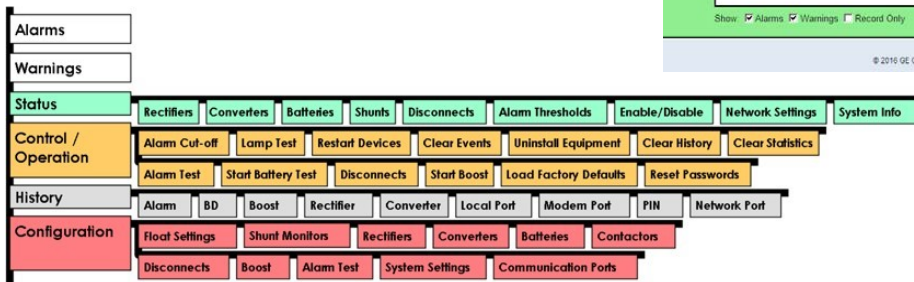 Show: Alarms Warnings Record Only
© 2016 GE
Alarms
Warnings
Status
Rectifiers Converters Batteries Shunts Disconnects Alarm Thresholds Enable/Disable Network Settings System Info
Control /
Operation
Alarm Cut-off Lamp Test Restart Devices Clear Events Uninstall Equipment Clear History Clear Statistics
Alarm Test Start Battery Test Disconnects Start Boost Load Factory Defaults Reset Passwords
History
Alarm BD Boost Rectifier Converter Local Port Modem Port PIN Network Port
Configuration
Float Settings Shunt Monitors Rectifiers Converters Batteries Contactors
Disconnects Boost Alarm Test System Settings Communication Ports